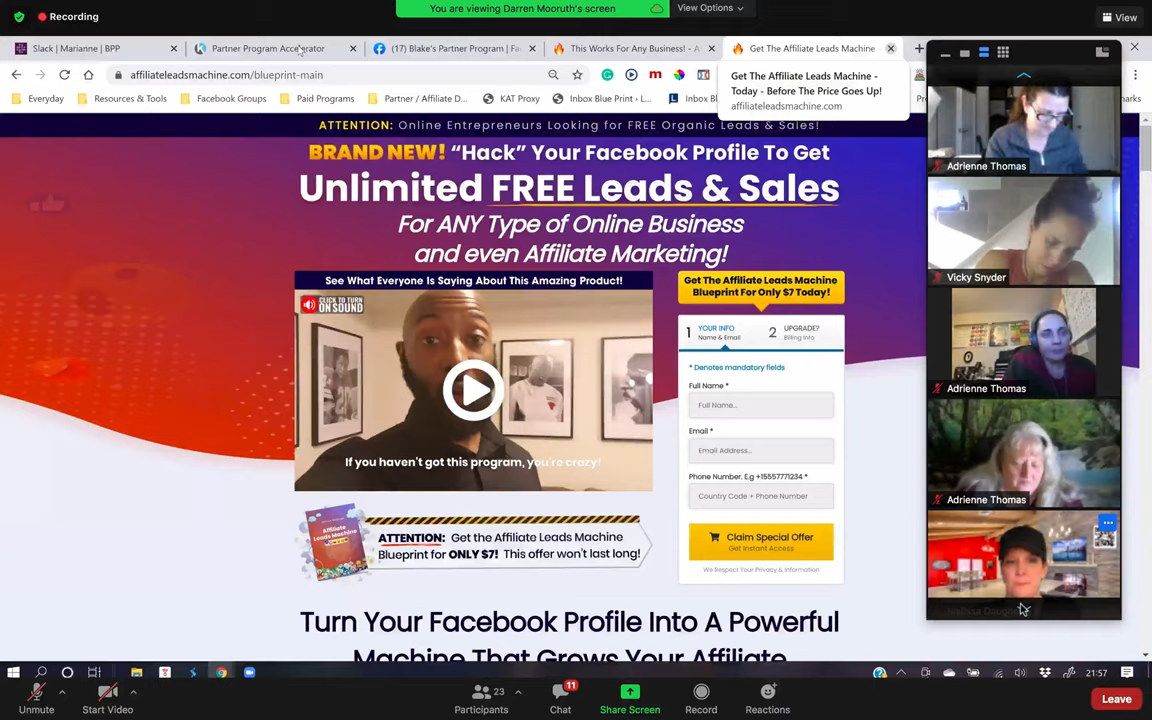 Recording
You are viewing Darren Mooruth's screen
View Options
View
Slack | Marianne | BPP
Partner Program Accelerator
(17) Blake's Partner Program | Fa
This Works For Any Business! - A
Get The Affiliate Leads Machine
affiliateleadsmachine.com/blueprint-main
Get The Affiliate Leads Machine -
Today - Before The Price Goes Up!
affiliateleadsmachine.com
Everyday
Resources & Tools
Facebook Groups
Paid Programs
Partner / Affiliate D...
KAT Proxy
Inbox Blue Print › L...
Inbox Bl
ATTENTION: Online Entrepreneurs Looking for FREE Organic Leads & Sales!
BRAND NEW! “Hack” Your Facebook Profile To Get
Unlimited FREE Leads & Sales
For ANY Type of Online Business
and even Affiliate Marketing!
See What Everyone Is Saying About This Amazing Product!
CLICK TO TURN
ON SOUND
If you haven't got this program, you're crazy!
Get The Affiliate Leads Machine
Blueprint For Only $7 Today!
1 YOUR INFO
Name & Email
2 UPGRADE?
Billing Info
* Denotes mandatory fields
Full Name *
Full Name...
Email *
Email Address...
Phone Number. E.g +15557771234 *
Country Code + Phone Number
Claim Special Offer
Get Instant Access
We Respect Your Privacy & Information
Affiliate
Leads Machine
ATTENTION: Get the Affiliate Leads Machine
Blueprint for ONLY $7! This offer won't last long!
Turn Your Facebook Profile Into A Powerful
Machine That Grows Your Affiliate
Adrienne Thomas
Vicky Snyder
Adrienne Thomas
Adrienne Thomas
21:57
Unmute
Start Video
23
Participants
11
Chat
Share Screen
Record
Reactions
Leave